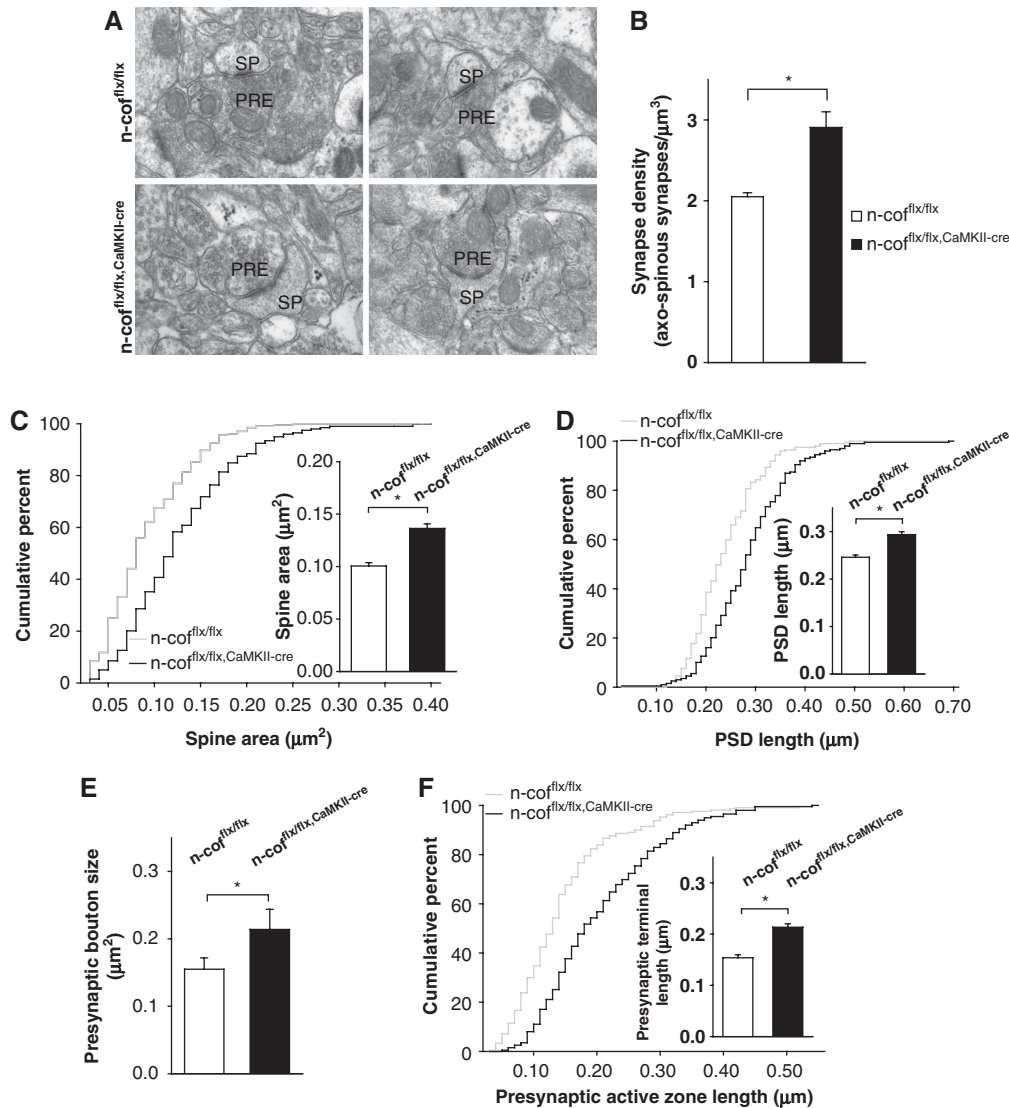 A
n-cof^flx/flx
SP
PRE
SP
PRE
n-cof^flx/flx,CaMKII-cre
PRE
SP
PRE
SP
B
*
Synapse density
(axo-spinous synapses/μm³)
3
2
1
0
n-cof^flx/flx
n-cof^flx/flx,CaMKII-cre
C
Cumulative percent
100
80
60
40
20
0
0.05 0.10 0.15 0.20 0.25 0.30 0.35 0.40
Spine area (μm²)
n-cof^flx/flx
n-cof^flx/flx,CaMKII-cre
Spine area (μm²)
0.20
0.15
0.10
0.05
0.00
n-cof^flx/flx
n-cof^flx/flx,CaMKII-cre
*
D
n-cof^flx/flx
n-cof^flx/flx,CaMKII-cre
Cumulative percent
100
80
60
40
20
0
0.10 0.20 0.30 0.40 0.50 0.60 0.70
PSD length (μm)
PSD length (μm)
0.3
0.2
0.1
0.0
n-cof^flx/flx
n-cof^flx/flx,CaMKII-cre
*
E
Presynaptic bouton size
(μm²)
0.3
0.2
0.1
0.0
n-cof^flx/flx
n-cof^flx/flx,CaMKII-cre
*
F
n-cof^flx/flx
n-cof^flx/flx,CaMKII-cre
Cumulative percent
100
80
60
40
20
0
0.10 0.20 0.30 0.40 0.50
Presynaptic active zone length (μm)
Presynaptic terminal
length (μm)
0.3
0.2
0.1
0.0
n-cof^flx/flx
n-cof^flx/flx,CaMKII-cre
*